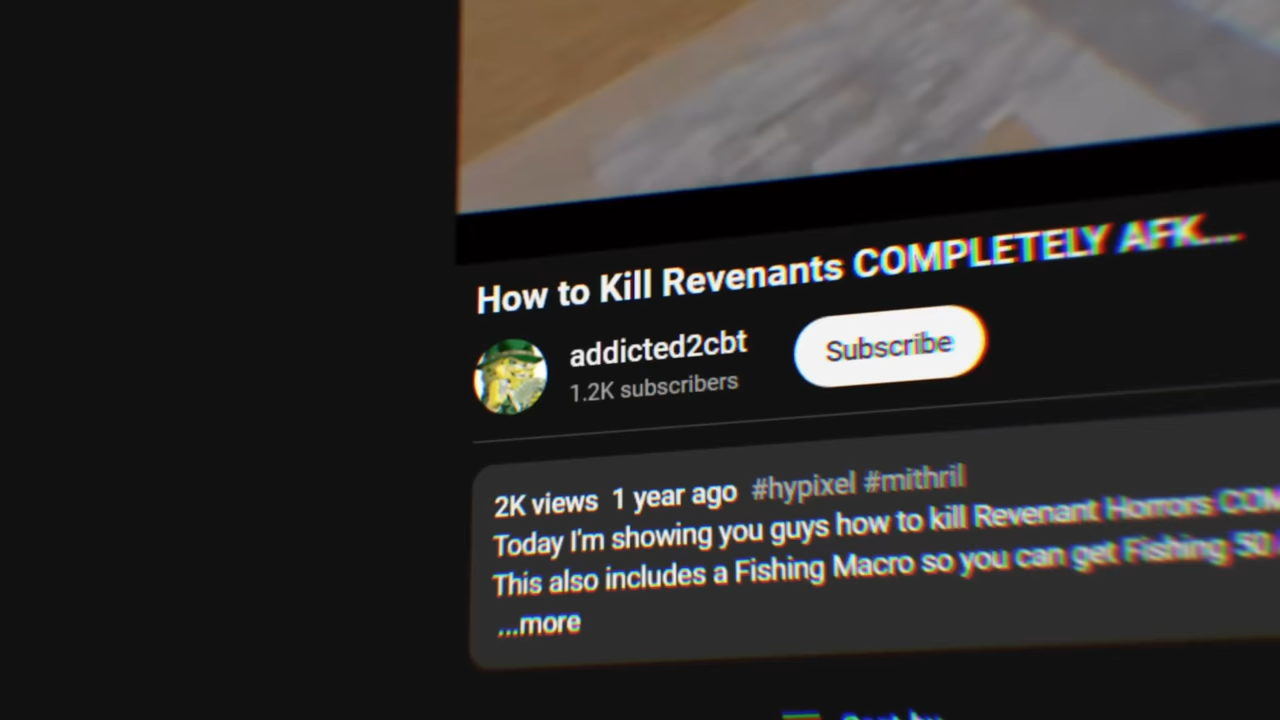 How to Kill Revenants COMPLETELY AFK...
addicted2cbt
1.2K subscribers
Subscribe
2K views 1 year ago #hypixel #mithril
Today I'm showing you guys how to kill Revenant Horrors COM
This also includes a Fishing Macro so you can get Fishing 50
...more